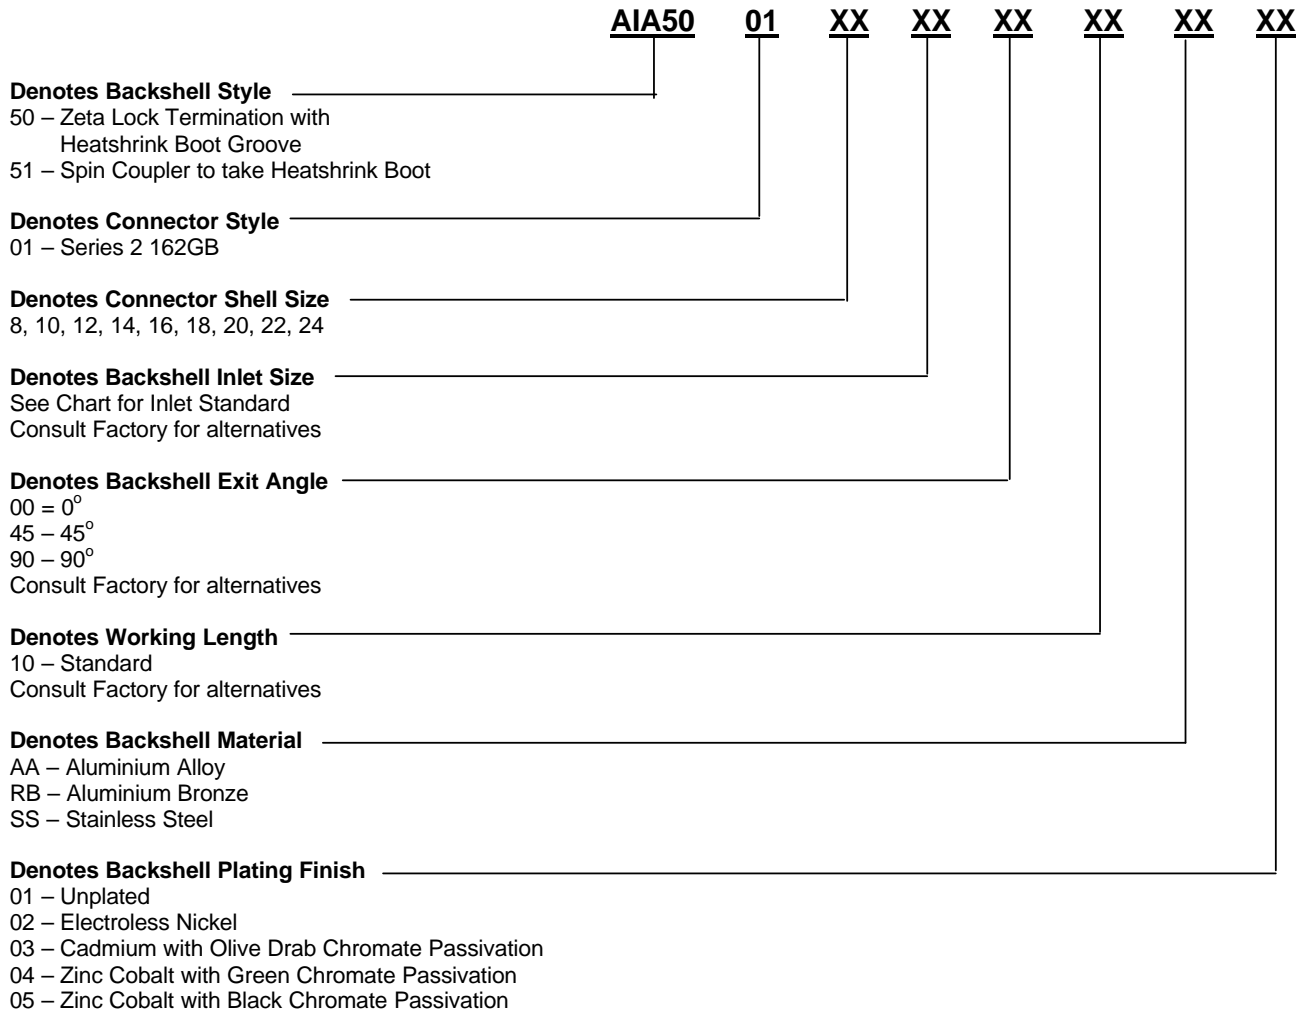 AIA50 01 XX XX XX XX XX XX
Denotes Backshell Style
50 – Zeta Lock Termination with
Heatshrink Boot Groove
51 – Spin Coupler to take Heatshrink Boot
Denotes Connector Style
01 – Series 2 162GB
Denotes Connector Shell Size
8, 10, 12, 14, 16, 18, 20, 22, 24
Denotes Backshell Inlet Size
See Chart for Inlet Standard
Consult Factory for alternatives
Denotes Backshell Exit Angle
00 = 0°
45 – 45°
90 – 90°
Consult Factory for alternatives
Denotes Working Length
10 – Standard
Consult Factory for alternatives
Denotes Backshell Material
AA – Aluminium Alloy
RB – Aluminium Bronze
SS – Stainless Steel
Denotes Backshell Plating Finish
01 – Unplated
02 – Electroless Nickel
03 – Cadmium with Olive Drab Chromate Passivation
04 – Zinc Cobalt with Green Chromate Passivation
05 – Zinc Cobalt with Black Chromate Passivation